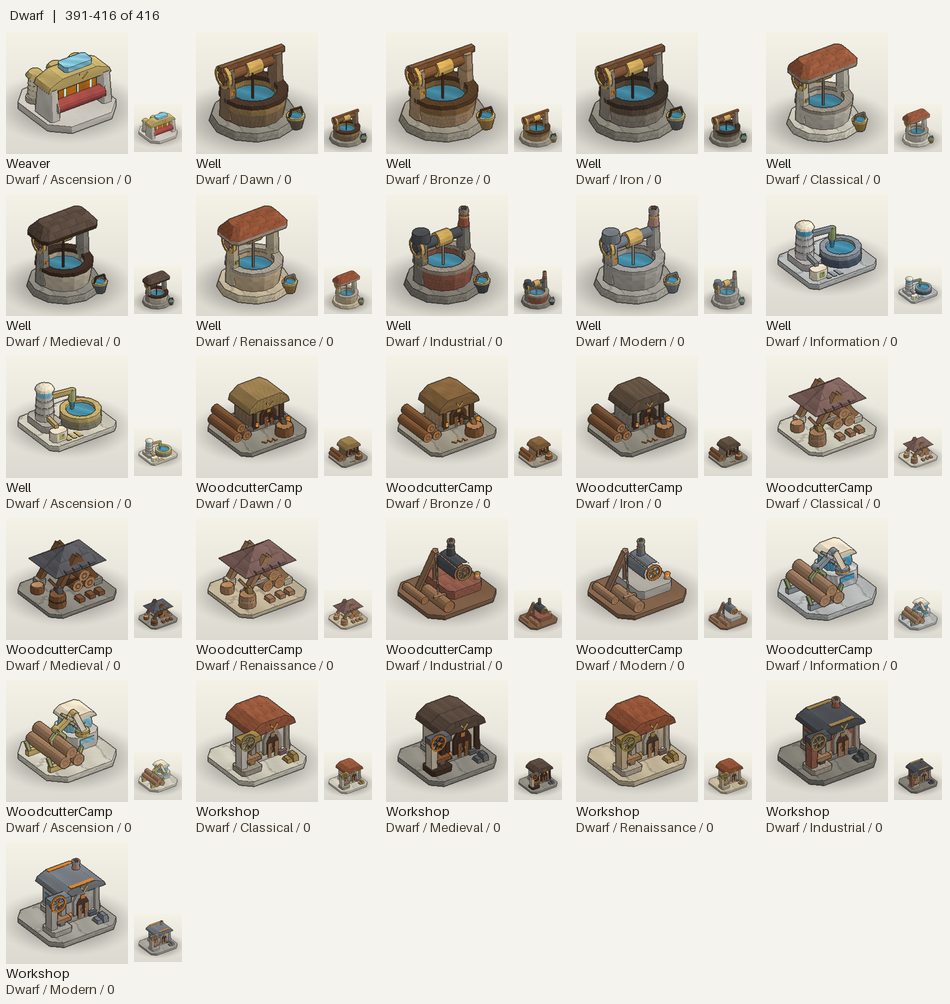 Dwarf | 391-416 of 416
Weaver
Dwarf / Ascension / 0
Well
Dwarf / Dawn / 0
Well
Dwarf / Bronze / 0
Well
Dwarf / Iron / 0
Well
Dwarf / Classical / 0
Well
Dwarf / Medieval / 0
Well
Dwarf / Renaissance / 0
Well
Dwarf / Industrial / 0
Well
Dwarf / Modern / 0
Well
Dwarf / Information / 0
Well
Dwarf / Ascension / 0
WoodcutterCamp
Dwarf / Dawn / 0
WoodcutterCamp
Dwarf / Bronze / 0
WoodcutterCamp
Dwarf / Iron / 0
WoodcutterCamp
Dwarf / Classical / 0
WoodcutterCamp
Dwarf / Medieval / 0
WoodcutterCamp
Dwarf / Renaissance / 0
WoodcutterCamp
Dwarf / Industrial / 0
WoodcutterCamp
Dwarf / Modern / 0
WoodcutterCamp
Dwarf / Information / 0
WoodcutterCamp
Dwarf / Ascension / 0
Workshop
Dwarf / Classical / 0
Workshop
Dwarf / Medieval / 0
Workshop
Dwarf / Renaissance / 0
Workshop
Dwarf / Industrial / 0
Workshop
Dwarf / Modern / 0